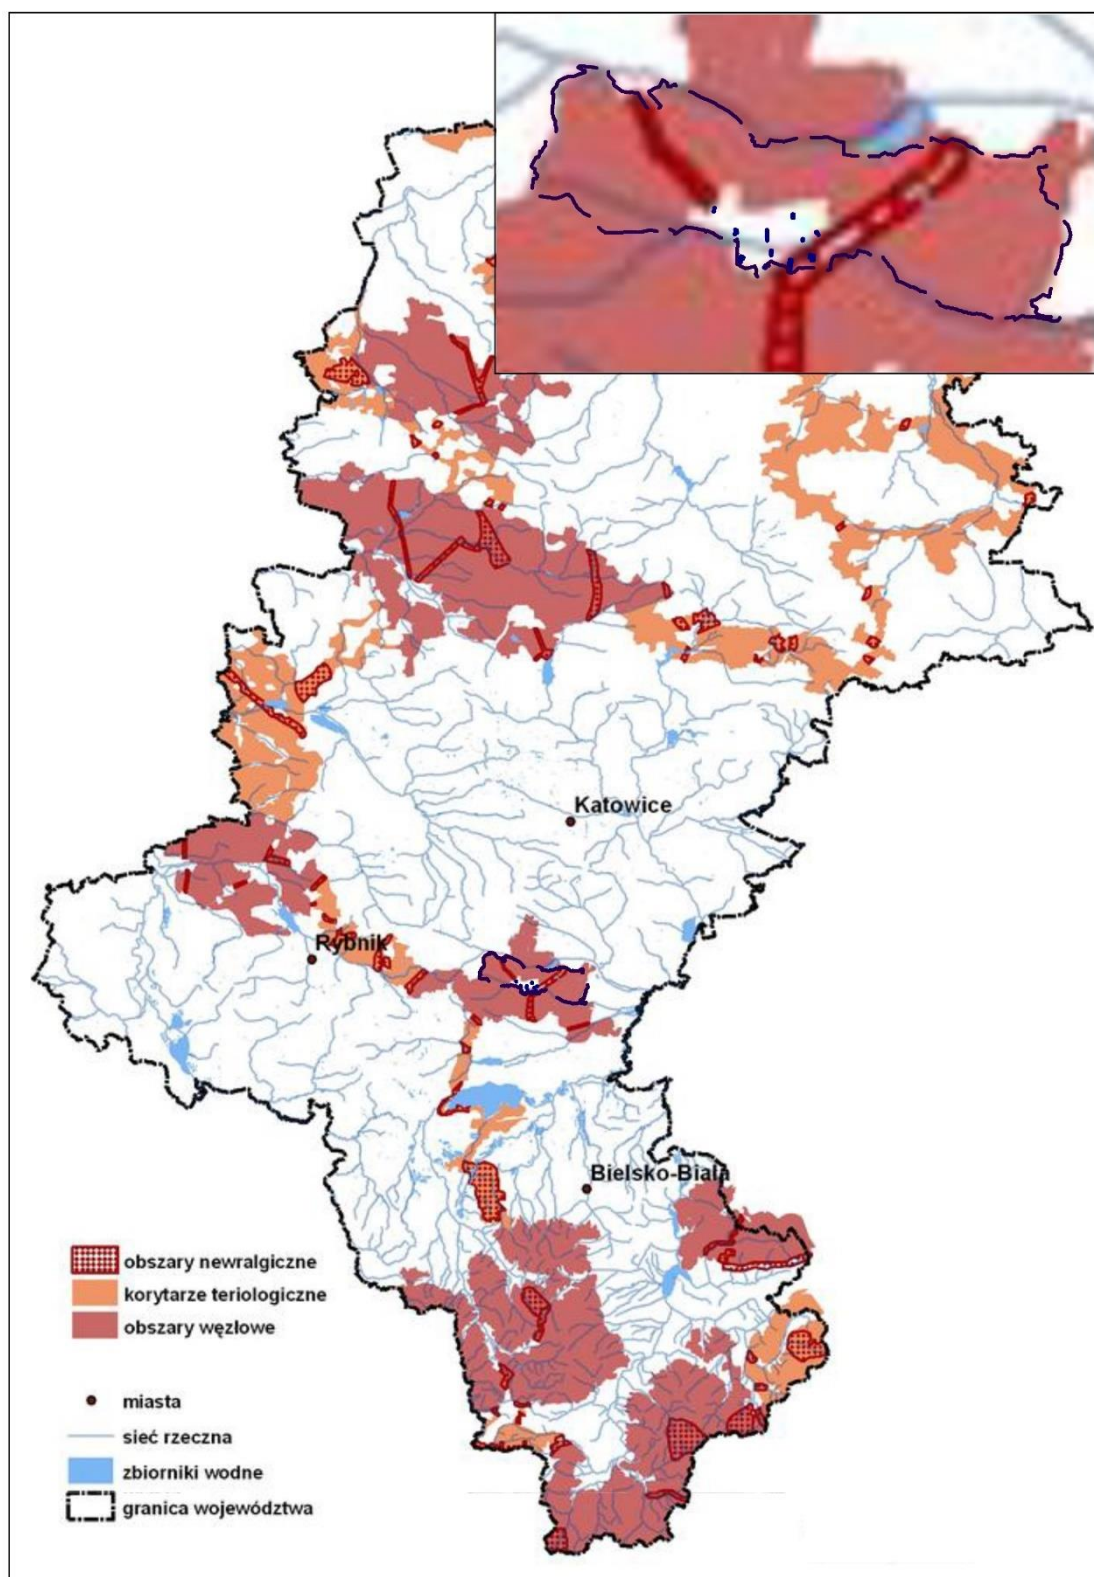 Katowice
Rybnik
Bielsko-Biała
obszary newralgiczne
korytarze teriologiczne
obszary węzłowe
miasta
sieć rzeczna
zbiorniki wodne
granica województwa